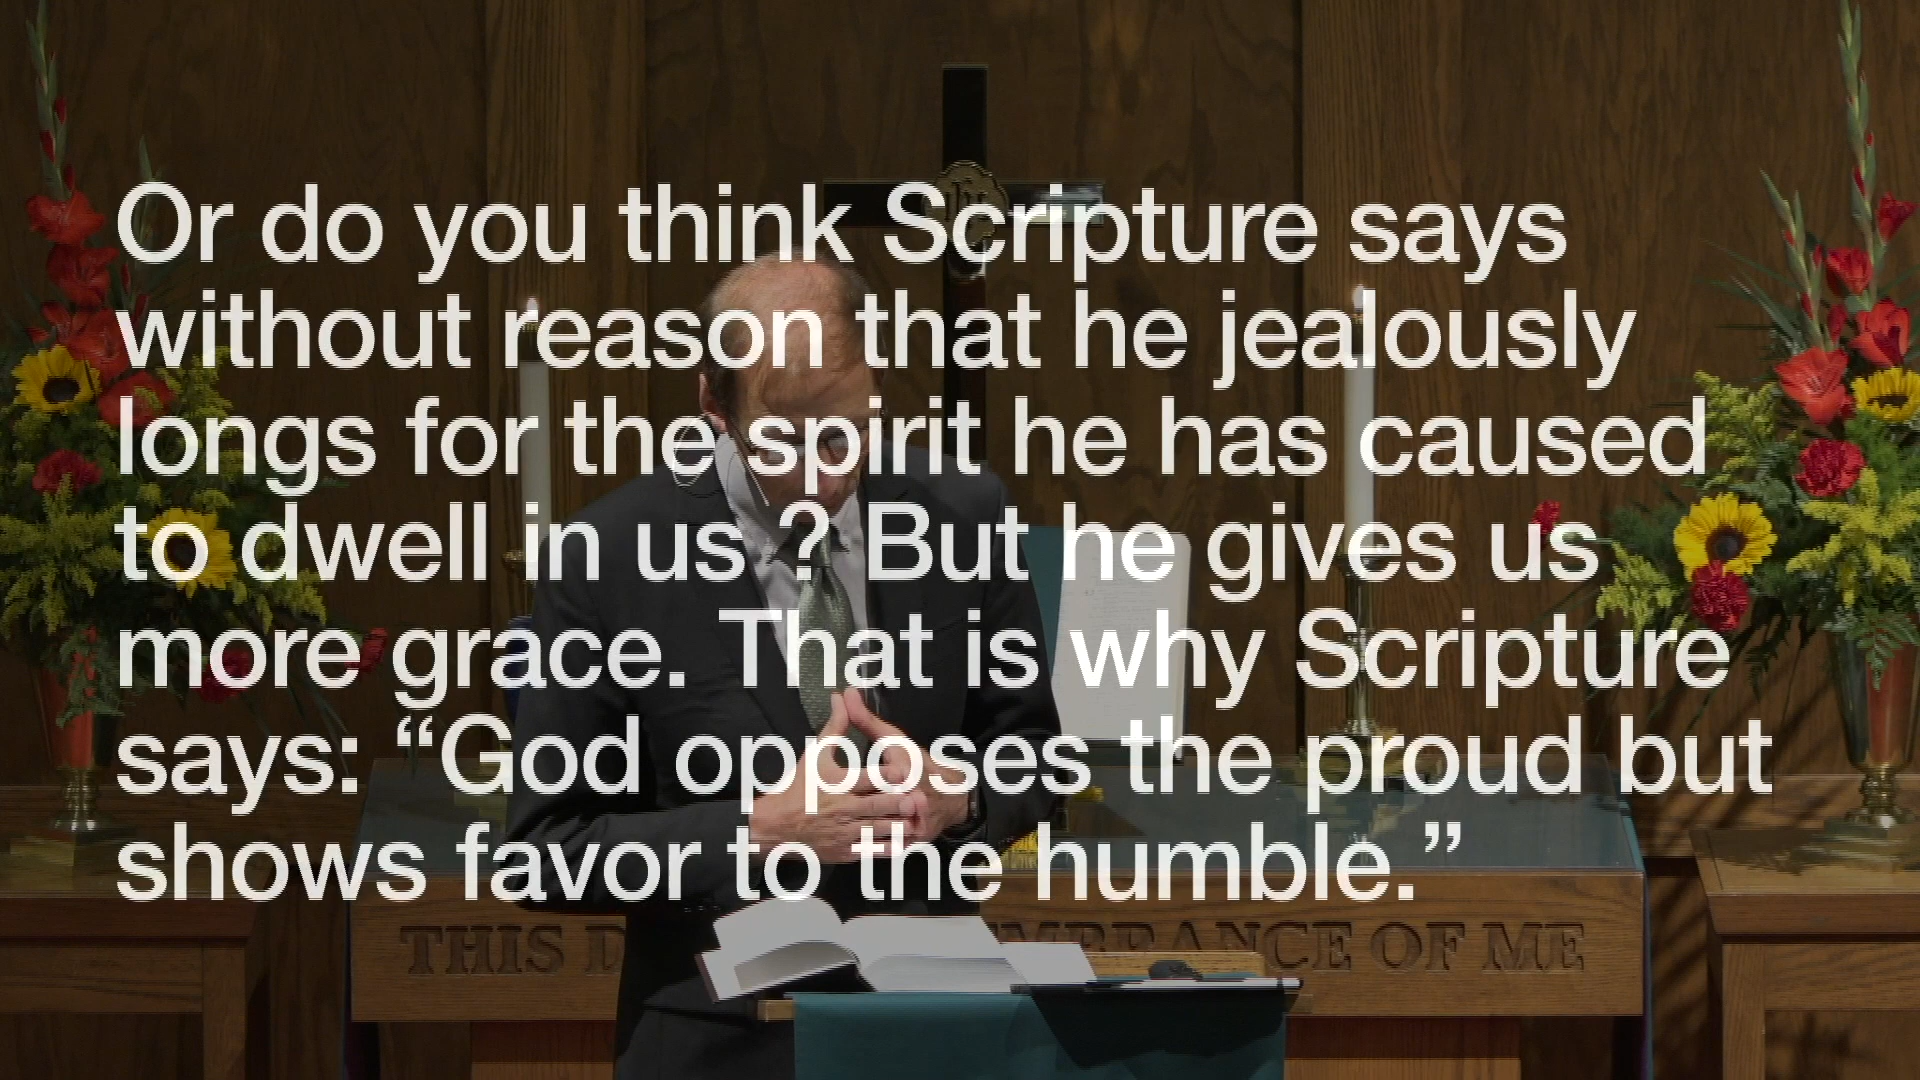 Or do you think Scripture says
without reason that he jealously
longs for the spirit he has caused
to dwell in us ? But he gives us
more grace. That is why Scripture
says: “God opposes the proud but
shows favor to the humble.”
THIS D MBRANCE OF ME